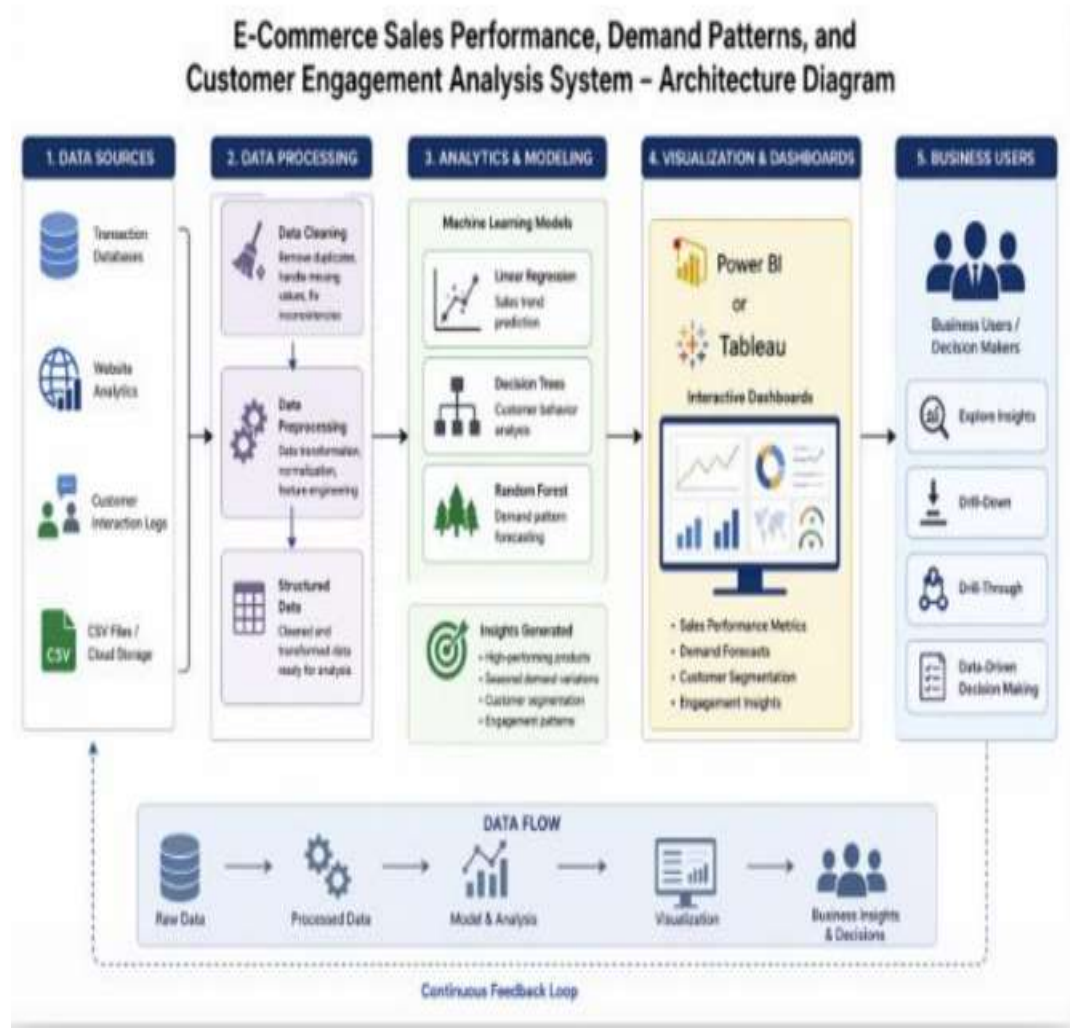 E-Commerce Sales Performance, Demand Patterns, and
Customer Engagement Analysis System – Architecture Diagram
1. DATA SOURCES
Transaction
Databases
Website
Analytics
Customer
Interaction Logs
CSV
CSV Files /
Cloud Storage
2. DATA PROCESSING
Data Cleaning
Remove duplicates,
handle missing
values, fix
inconsistencies
Data
Preprocessing
Data transformation,
normalization,
feature engineering
Structured
Data
Cleaned and
transformed data
ready for analysis
3. ANALYTICS & MODELING
Machine Learning Models
Linear Regression
Sales trend
prediction
Decision Trees
Customer behavior
analysis
Random Forest
Demand pattern
forecasting
Insights Generated
• High-performing products
• Seasonal demand variations
• Customer segmentation
• Engagement patterns
4. VISUALIZATION & DASHBOARDS
Power BI
or
Tableau
Interactive Dashboards
• Sales Performance Metrics
• Demand Forecasts
• Customer Segmentation
• Engagement Insights
5. BUSINESS USERS
Business Users /
Decision Makers
Explore Insights
Drill-Down
Drill-Through
Data-Driven
Decision Making
DATA FLOW
Raw Data
Processed Data
Model & Analysis
Visualization
Business Insights
& Decisions
Continuous Feedback Loop